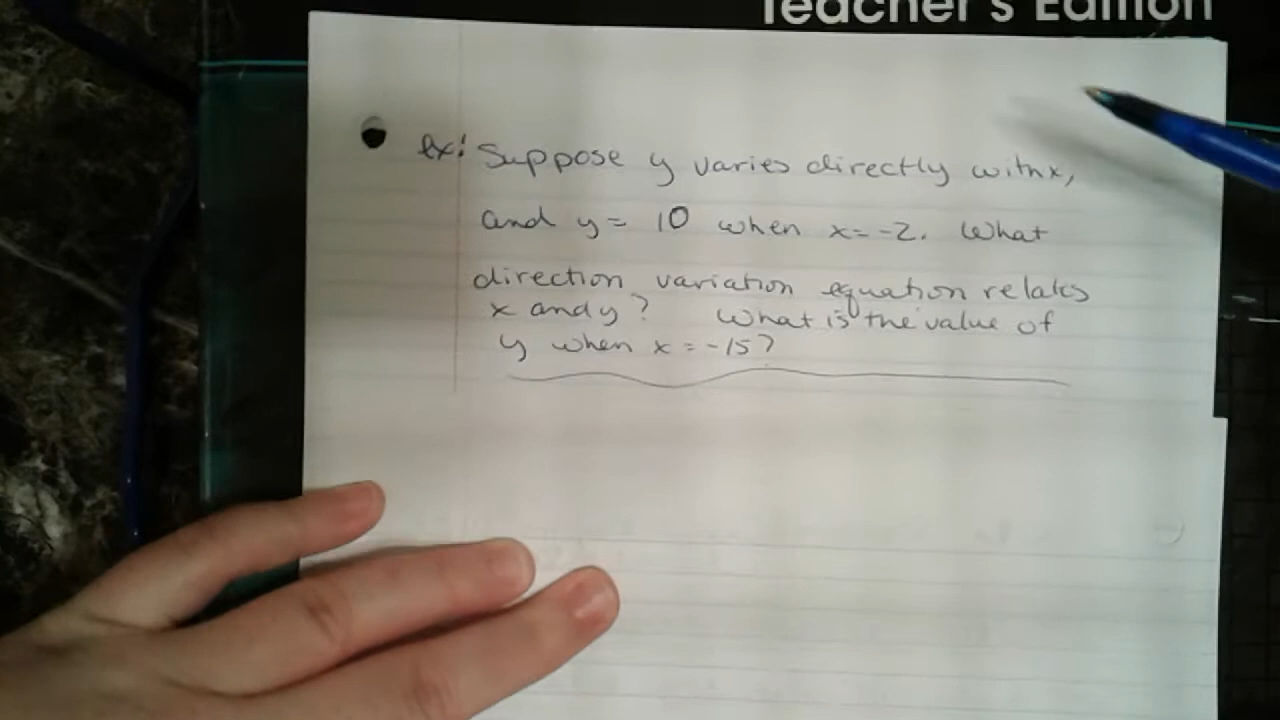 Teacher's Edition
ex: Suppose y varies directly with x,
and y = 10 when x = -2. What
direction variation equation relates
x and y? What is the value of
y when x = -15?